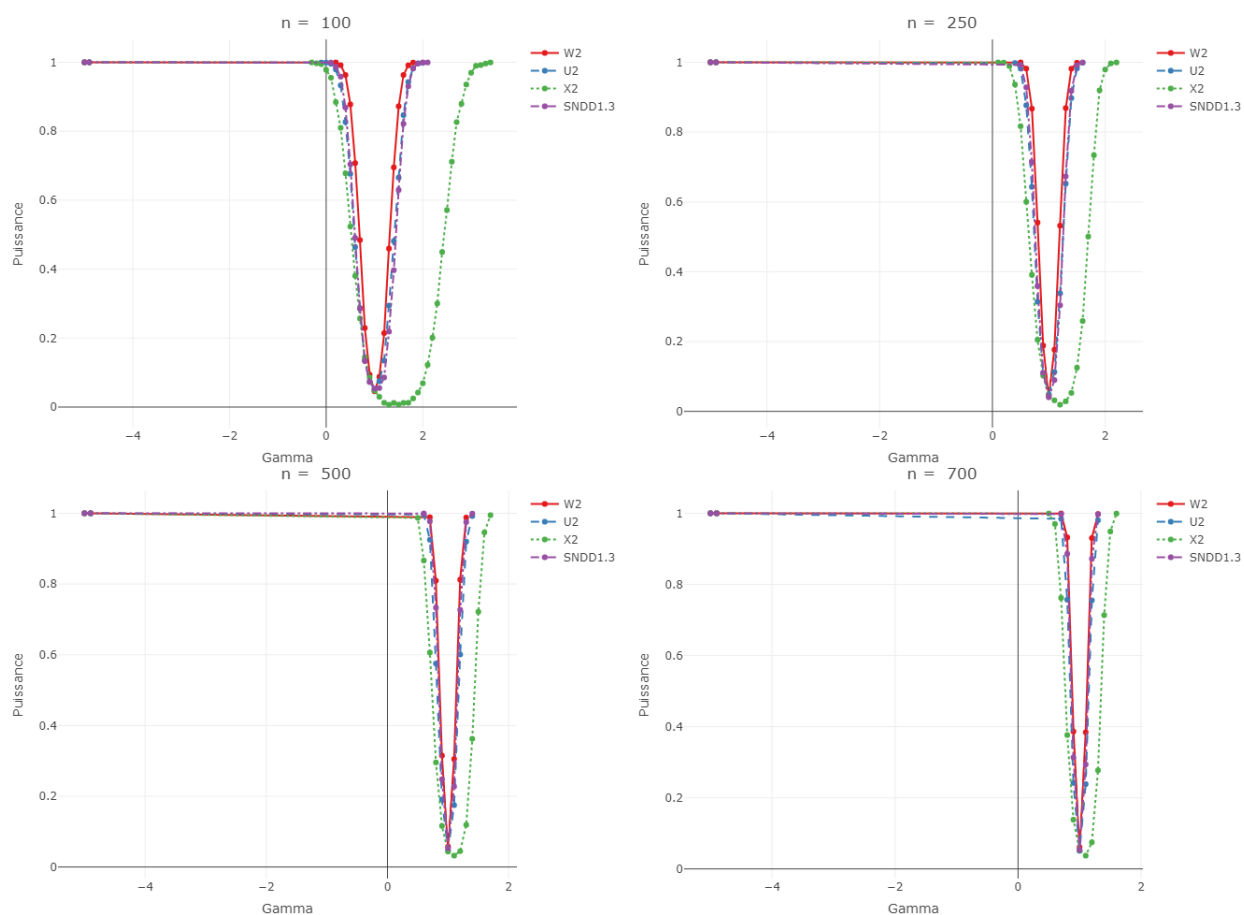 n = 100
W2
U2
X2
SNDD1.3
1
0.8
0.6
0.4
0.2
0
Puissance
−4
−2
0
2
Gamma
n = 250
W2
U2
X2
SNDD1.3
1
0.8
0.6
0.4
0.2
0
Puissance
−4
−2
0
2
Gamma
n = 500
W2
U2
X2
SNDD1.3
1
0.8
0.6
0.4
0.2
0
Puissance
−4
−2
0
2
Gamma
n = 700
W2
U2
X2
SNDD1.3
1
0.8
0.6
0.4
0.2
0
Puissance
−4
−2
0
2
Gamma